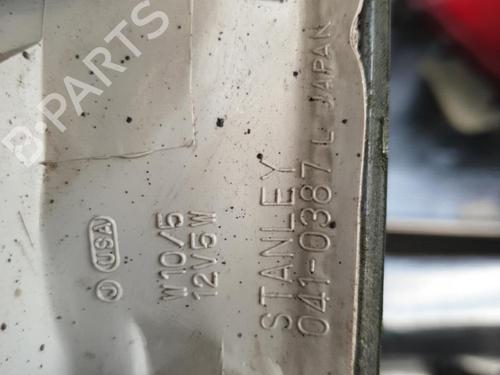 STANLEY
041-0387 L JAPAN
W10/5
12V5W
J USA
B-PARTS